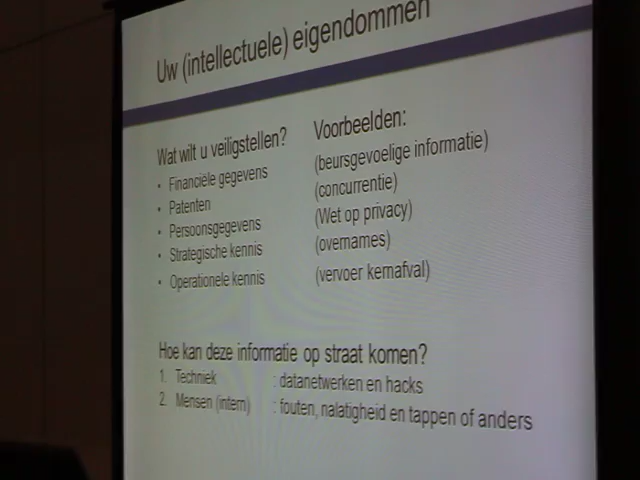 Uw (intellectuele) eigendommen
Wat wilt u veiligstellen? Voorbeelden:
• Financiële gegevens (beursgevoelige informatie)
• Patenten (concurrentie)
• Persoonsgegevens (Wet op privacy)
• Strategische kennis (overnames)
• Operationele kennis (vervoer kernafval)
Hoe kan deze informatie op straat komen?
1. Techniek : datanetwerken en hacks
2. Mensen (intern) : fouten, nalatigheid en tappen of anders